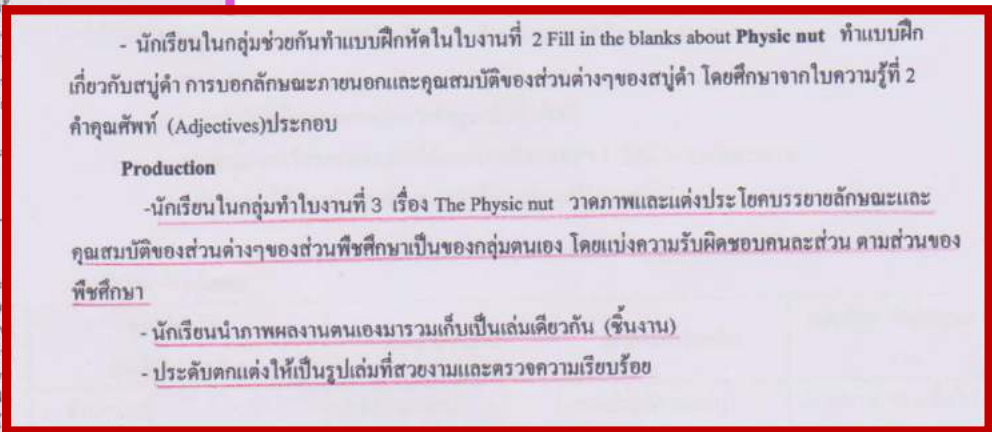 - นักเรียนในกลุ่มช่วยกันทำแบบฝึกหัดในใบงานที่ 2 Fill in the blanks about Physic nut ทำแบบฝึก
เกี่ยวกับสบู่ดำ การบอกลักษณะภายนอกและคุณสมบัติของส่วนต่างๆของสบู่ดำ โดยศึกษาจากใบความรู้ที่ 2
คำคุณศัพท์ (Adjectives)ประกอบ
Production
-นักเรียนในกลุ่มทำใบงานที่ 3 เรื่อง The Physic nut วาดภาพและแต่งประโยคบรรยายลักษณะและ
คุณสมบัติของส่วนต่างๆของส่วนพืชศึกษาเป็นของกลุ่มตนเอง โดยแบ่งความรับผิดชอบคนละส่วน ตามส่วนของ
พืชศึกษา
- นักเรียนนำภาพผลงานตนเองมารวมเก็บเป็นเล่มเดียวกัน (ชิ้นงาน)
- ประดับตกแต่งให้เป็นรูปเล่มที่สวยงามและตรวจความเรียบร้อย